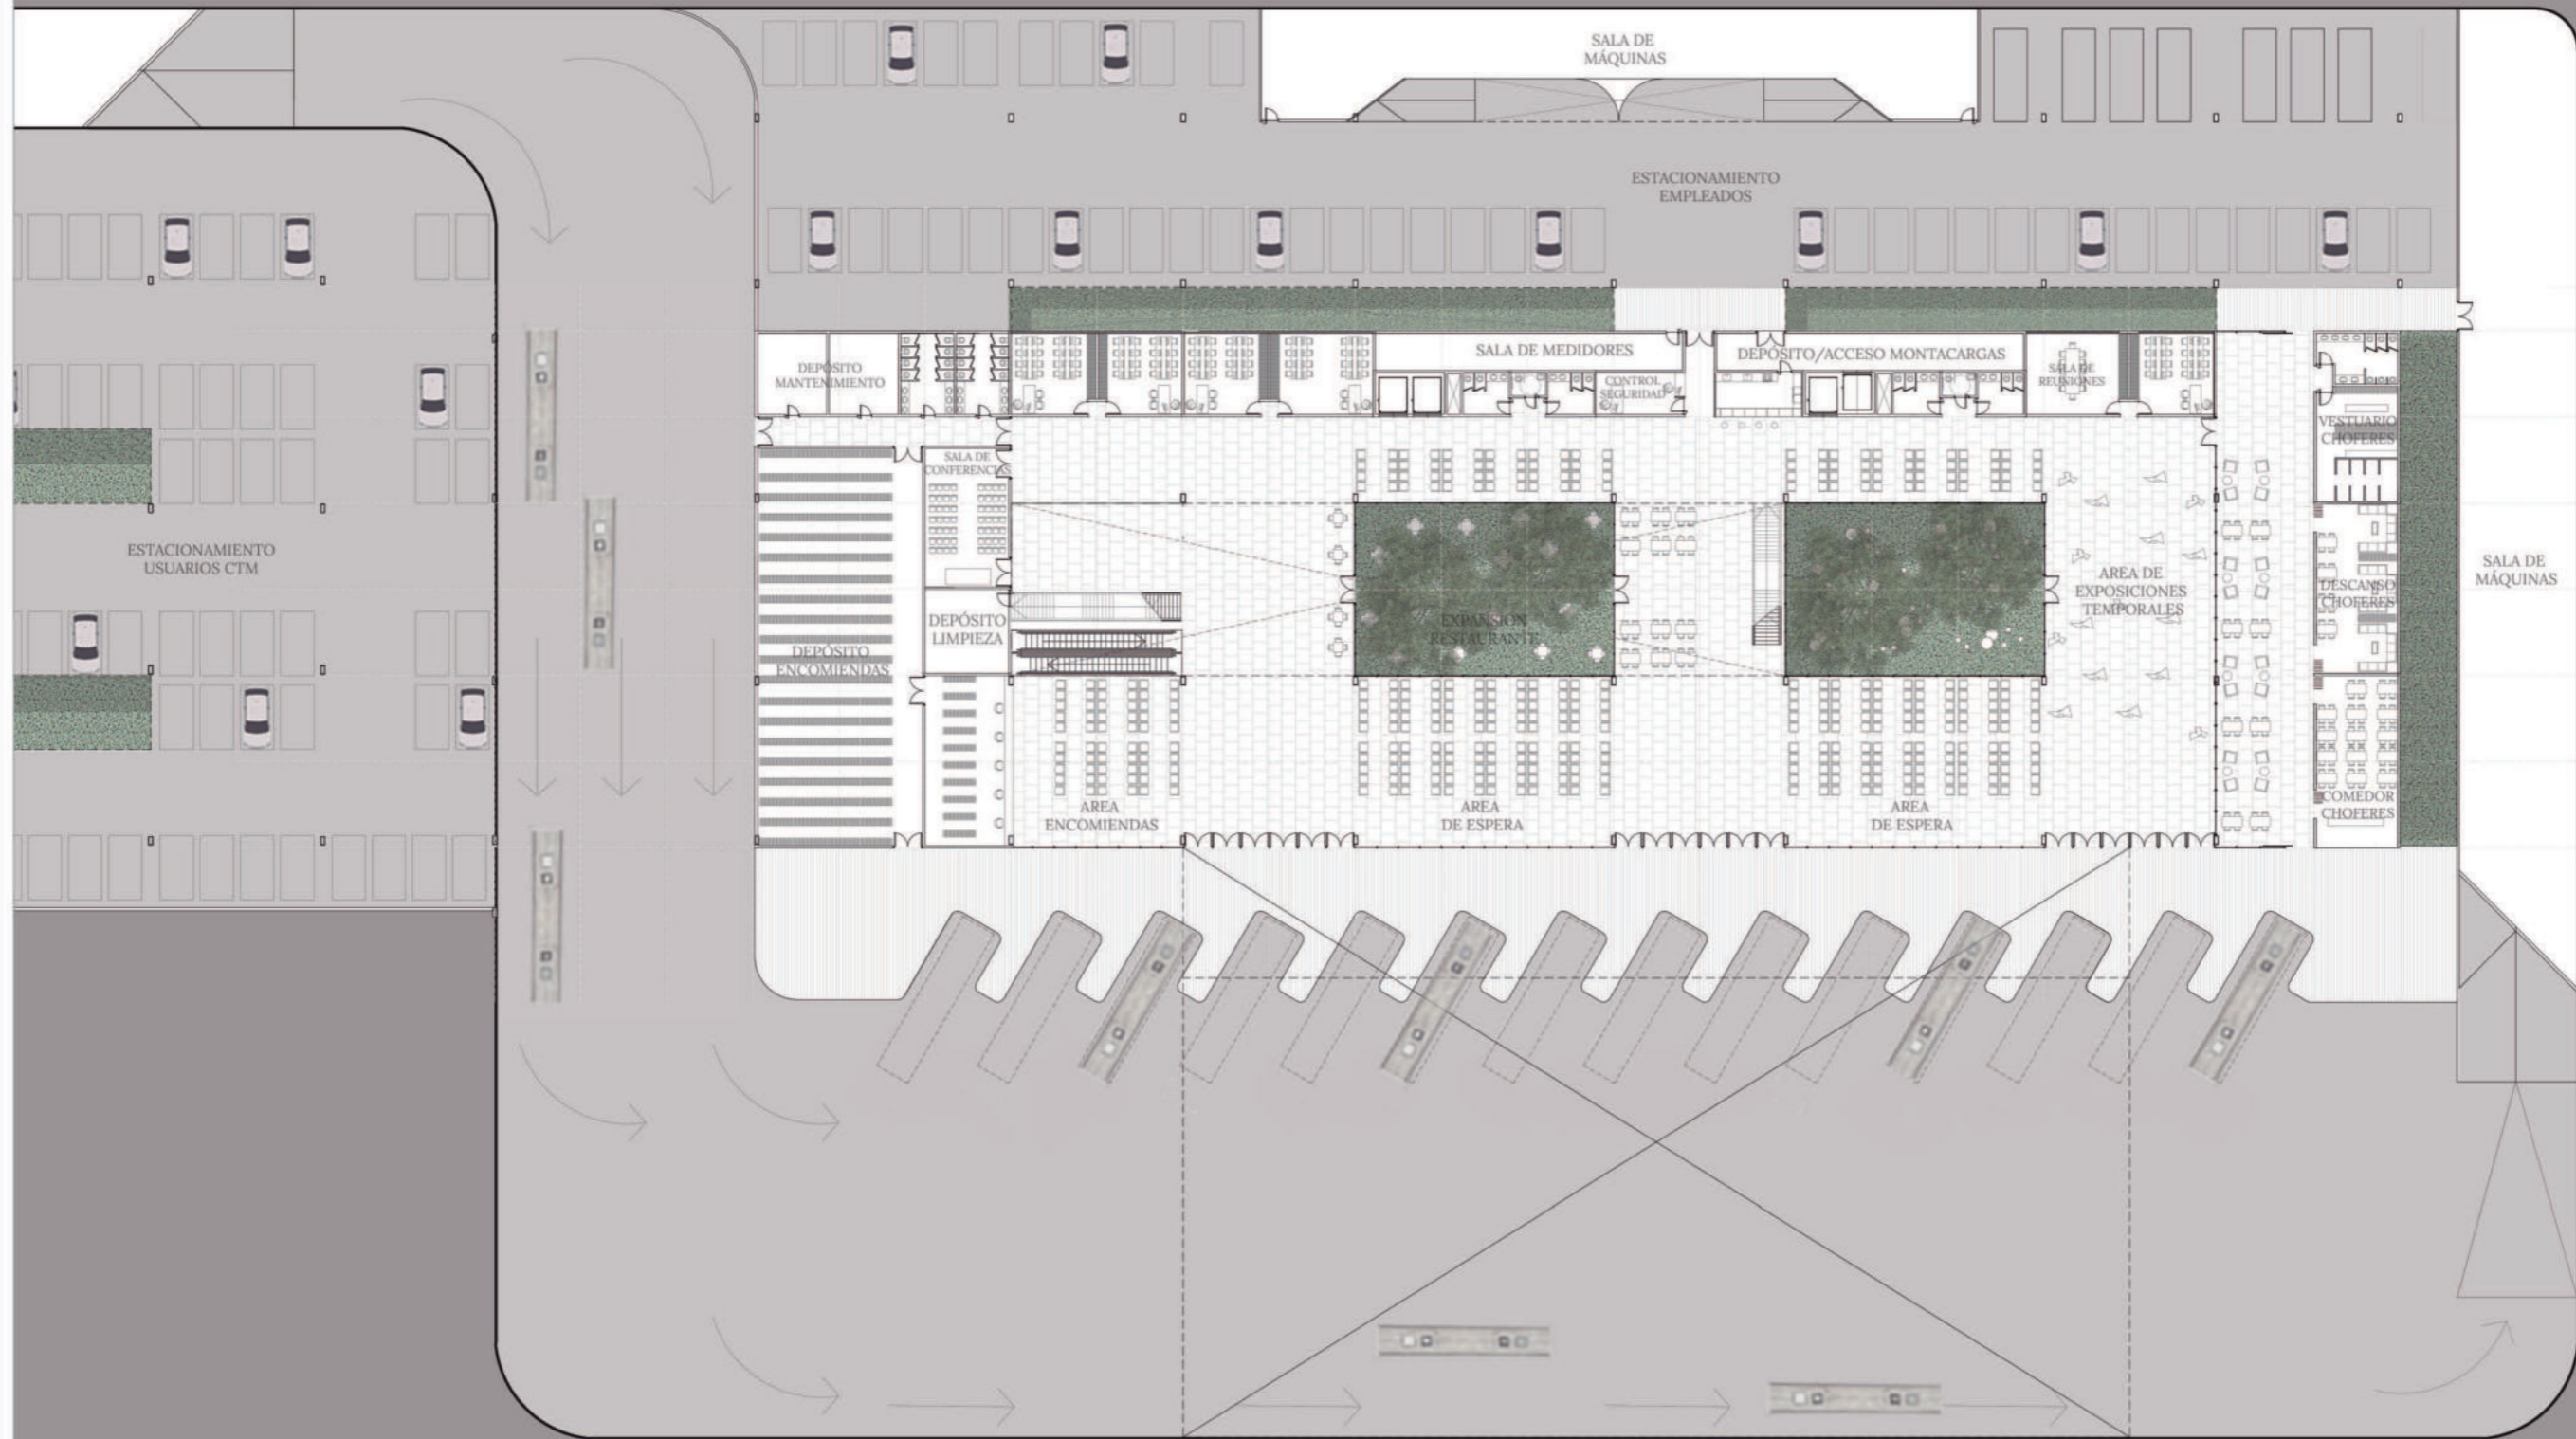 SALA DE
MÁQUINAS
ESTACIONAMIENTO
EMPLEADOS
SALA DE MEDIDORES
DEPÓSITO/ACCESO MONTACARGAS
DEPÓSITO
MANTENIMIENTO
CONTROL
SEGURIDAD
SALA DE
REUNIONES
VESTUARIO
CHOFERES
SALA DE
CONFERENCIAS
ESTACIONAMIENTO
USUARIOS CTM
DEPÓSITO
LIMPIEZA
EXPANSIÓN
RESTAURANTE
AREA DE
EXPOSICIONES
TEMPORALES
DESCANSO
CHOFERES
SALA DE
MÁQUINAS
DEPÓSITO
ENCOMIENDAS
AREA
ENCOMIENDAS
AREA
DE ESPERA
AREA
DE ESPERA
COMEDOR
CHOFERES